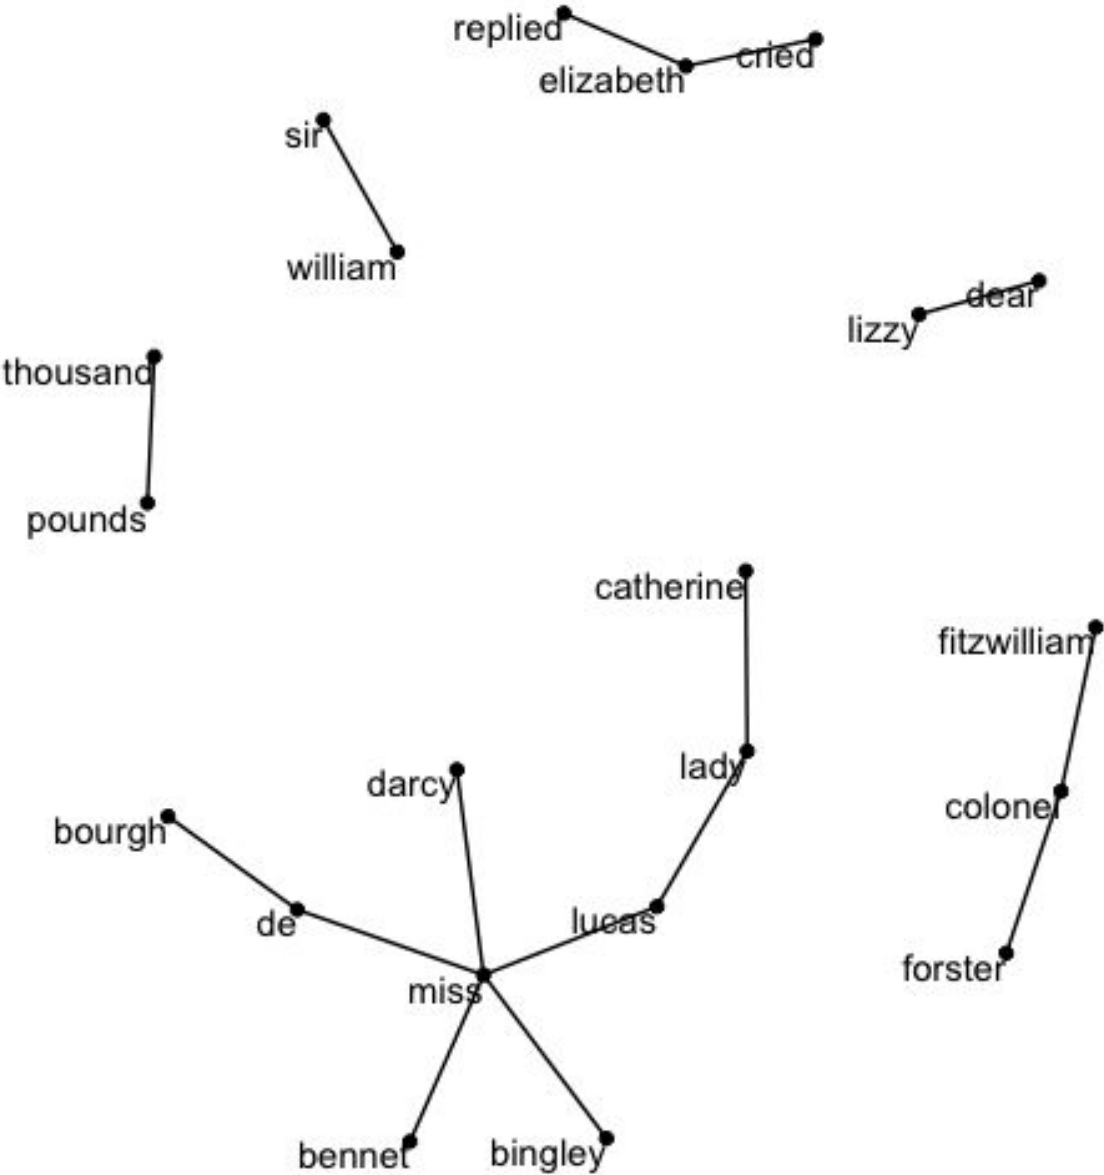 replied
cried
elizabeth
sir
william
dear
lizzy
thousand
pounds
catherine
fitzwilliam
lady
darcy
colonel
bourgh
lucas
de
forster
miss
bennet
bingley